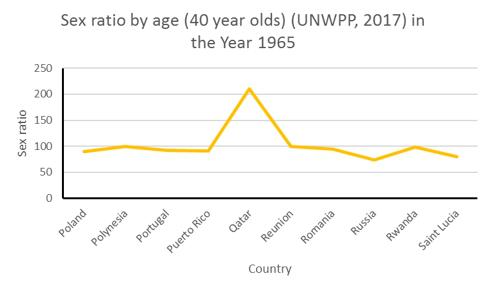 Sex ratio by age (40 year olds) (UNWPP, 2017) in
the Year 1965
250
200
150
100
50
0
Sex ratio
Poland
Polynesia
Portugal
Puerto Rico
Qatar
Reunion
Romania
Russia
Rwanda
Saint Lucia
Country